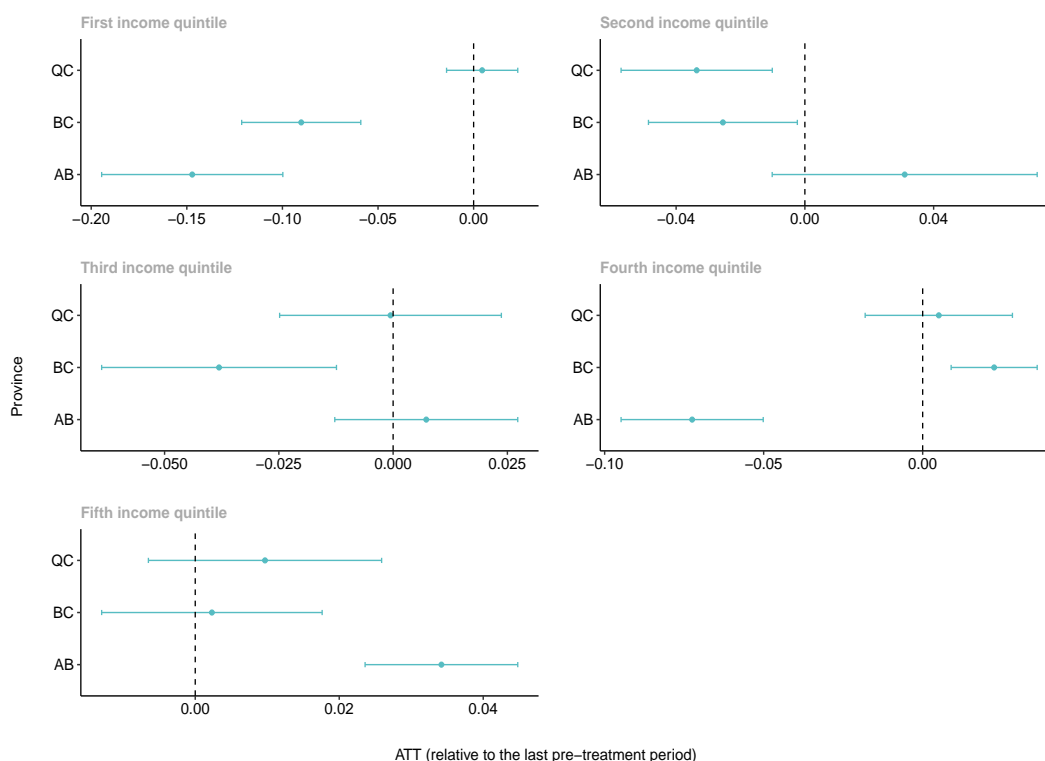 First income quintile
QC
BC
AB
−0.20 −0.15 −0.10 −0.05 0.00
Second income quintile
QC
BC
AB
−0.04 0.00 0.04
Third income quintile
QC
BC
AB
−0.050 −0.025 0.000 0.025
Fourth income quintile
QC
BC
AB
−0.10 −0.05 0.00
Province
Fifth income quintile
QC
BC
AB
0.00 0.02 0.04
ATT (relative to the last pre−treatment period)